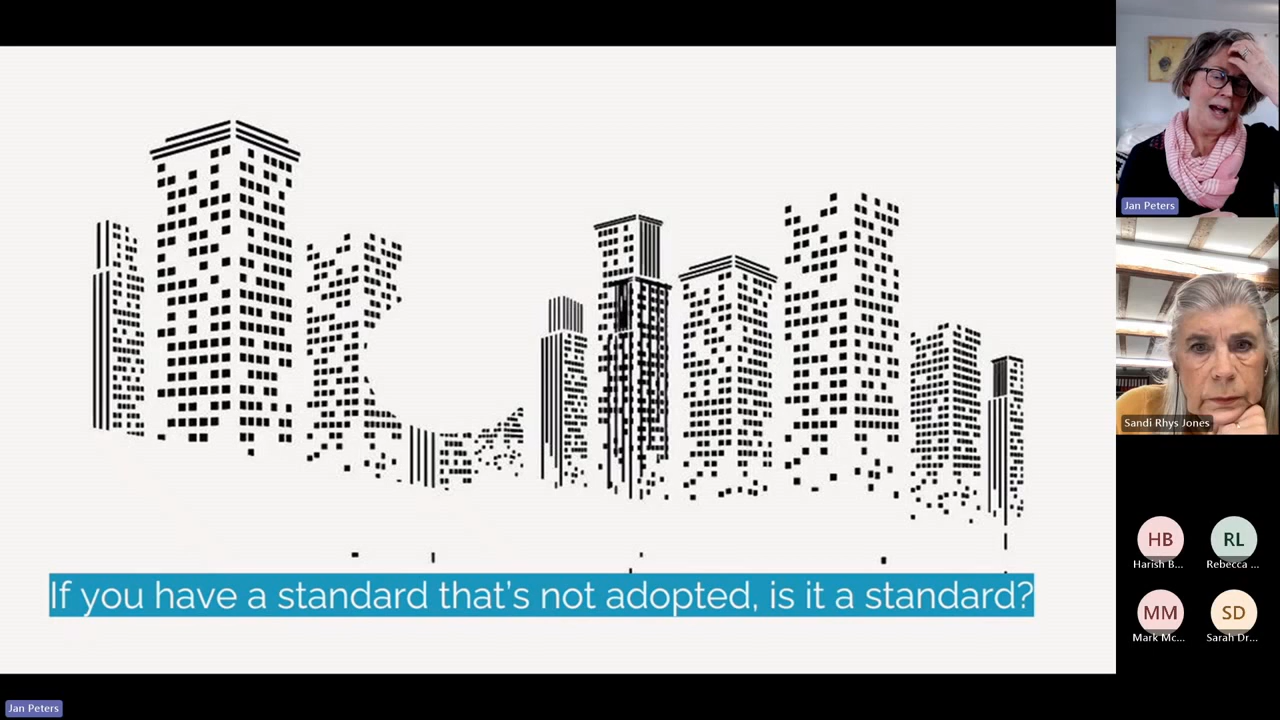 If you have a standard that's not adopted, is it a standard?
Jan Peters
Sandi Rhys Jones
HB
Harish B...
RL
Rebecca ...
MM
Mark Mc...
SD
Sarah Dr...
Jan Peters